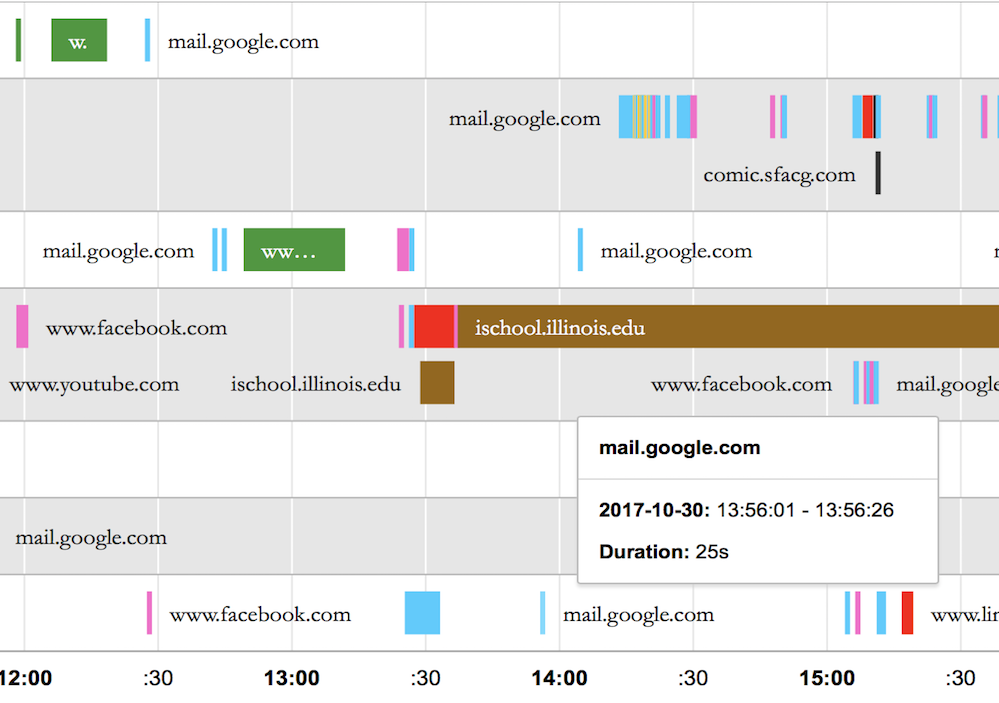 w. mail.google.com
mail.google.com
comic.sfacg.com
mail.google.com ww... mail.google.com
www.facebook.com ischool.illinois.edu
www.youtube.com ischool.illinois.edu www.facebook.com mail.google
mail.google.com
2017-10-30: 13:56:01 - 13:56:26
mail.google.com
Duration: 25s
www.facebook.com mail.google.com www.lin
12:00 :30 13:00 :30 14:00 :30 15:00 :30